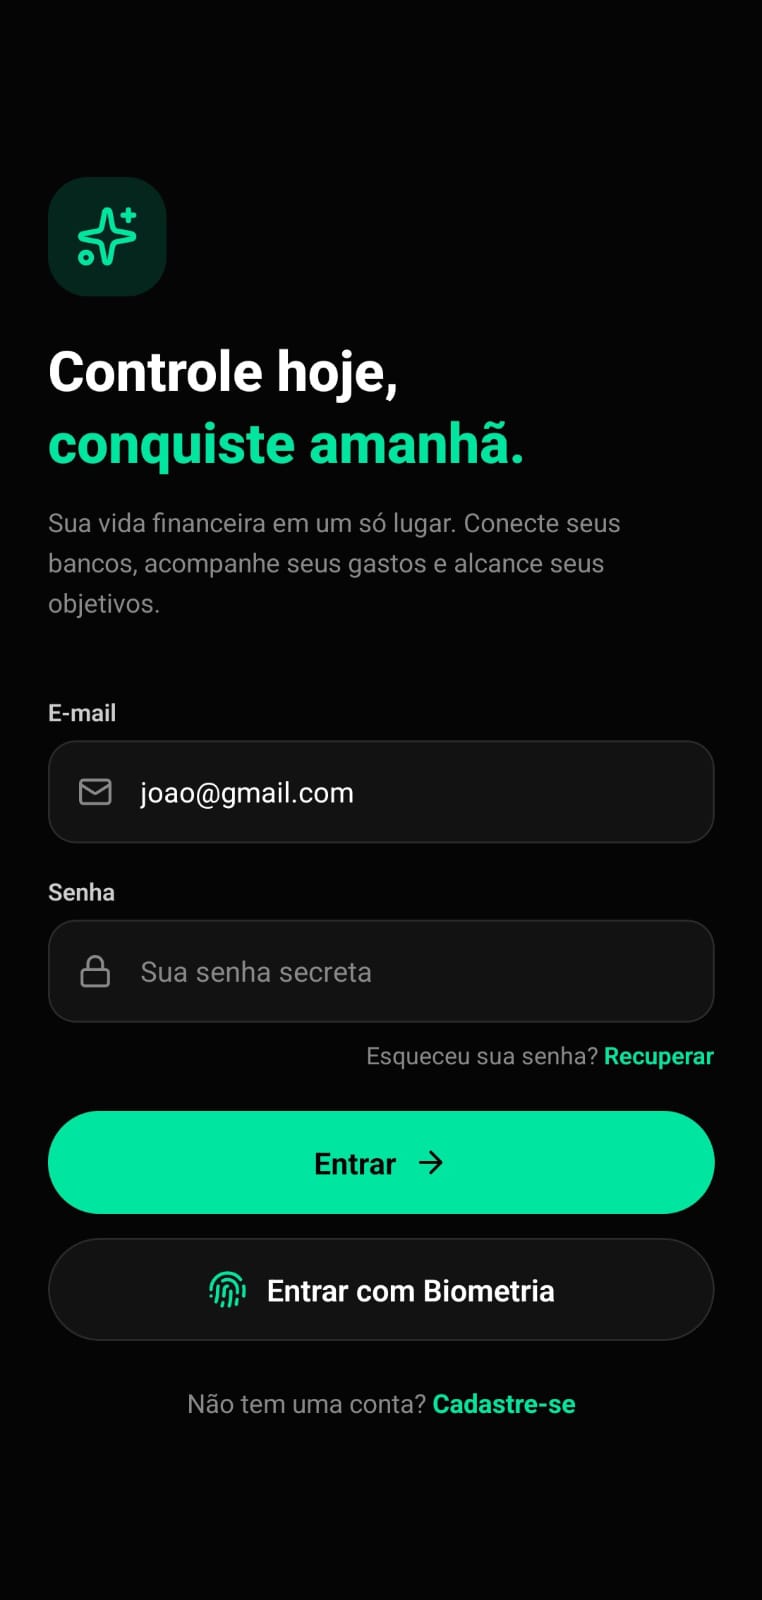 Controle hoje,
conquiste amanhã.
Sua vida financeira em um só lugar. Conecte seus
bancos, acompanhe seus gastos e alcance seus
objetivos.
E-mail
joao@gmail.com
Senha
Sua senha secreta
Esqueceu sua senha? Recuperar
Entrar
Entrar com Biometria
Não tem uma conta? Cadastre-se